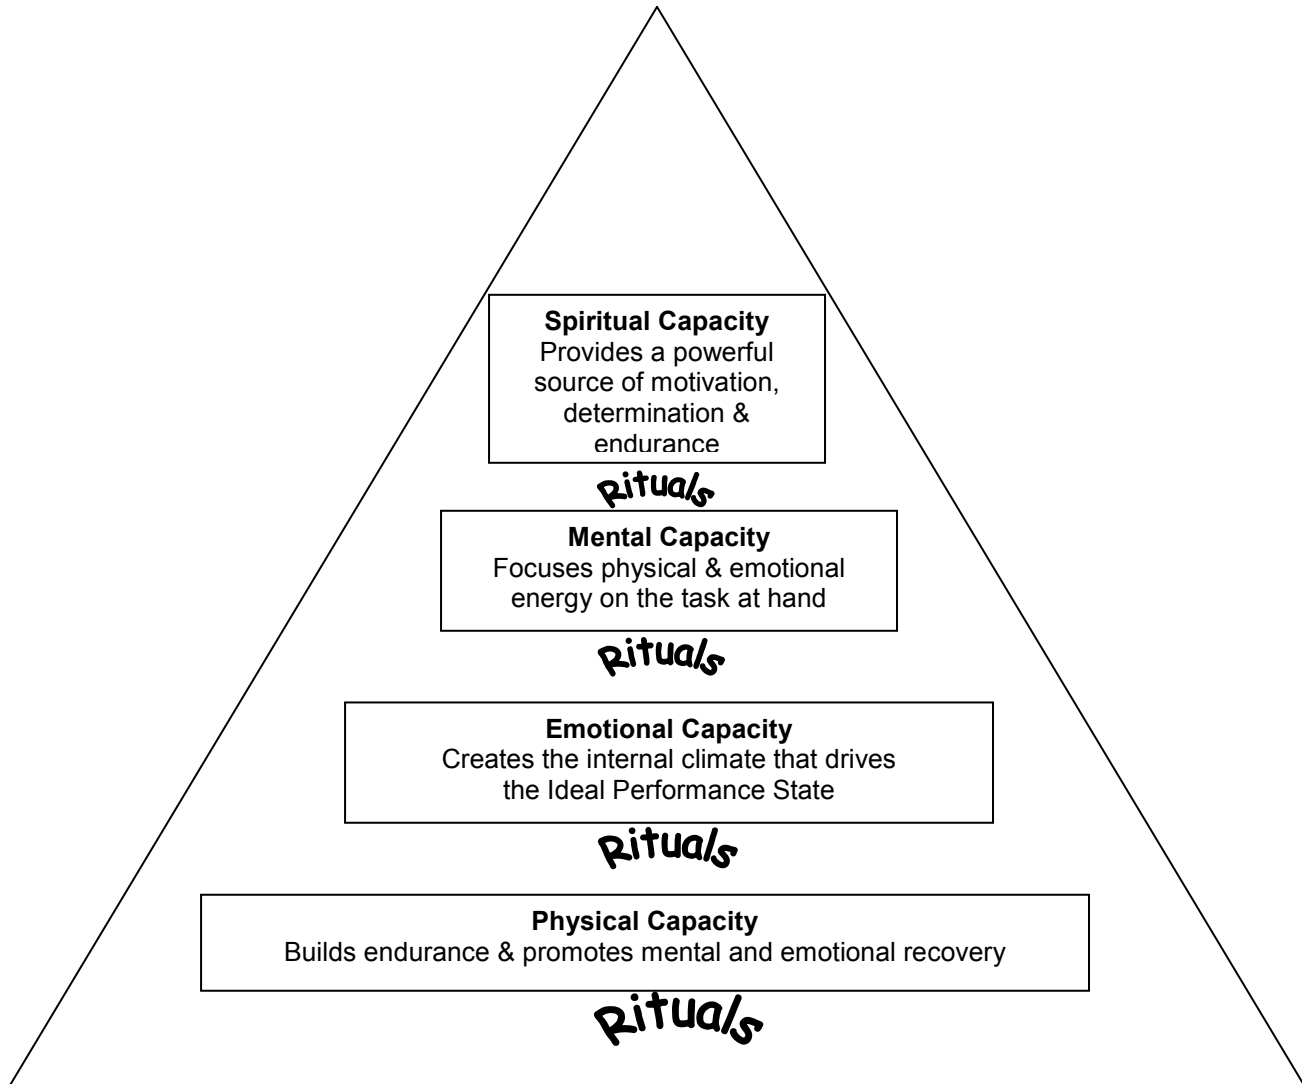 Spiritual Capacity
Provides a powerful
source of motivation,
determination &
endurance
Rituals
Mental Capacity
Focuses physical & emotional
energy on the task at hand
Rituals
Emotional Capacity
Creates the internal climate that drives
the Ideal Performance State
Rituals
Physical Capacity
Builds endurance & promotes mental and emotional recovery
Rituals